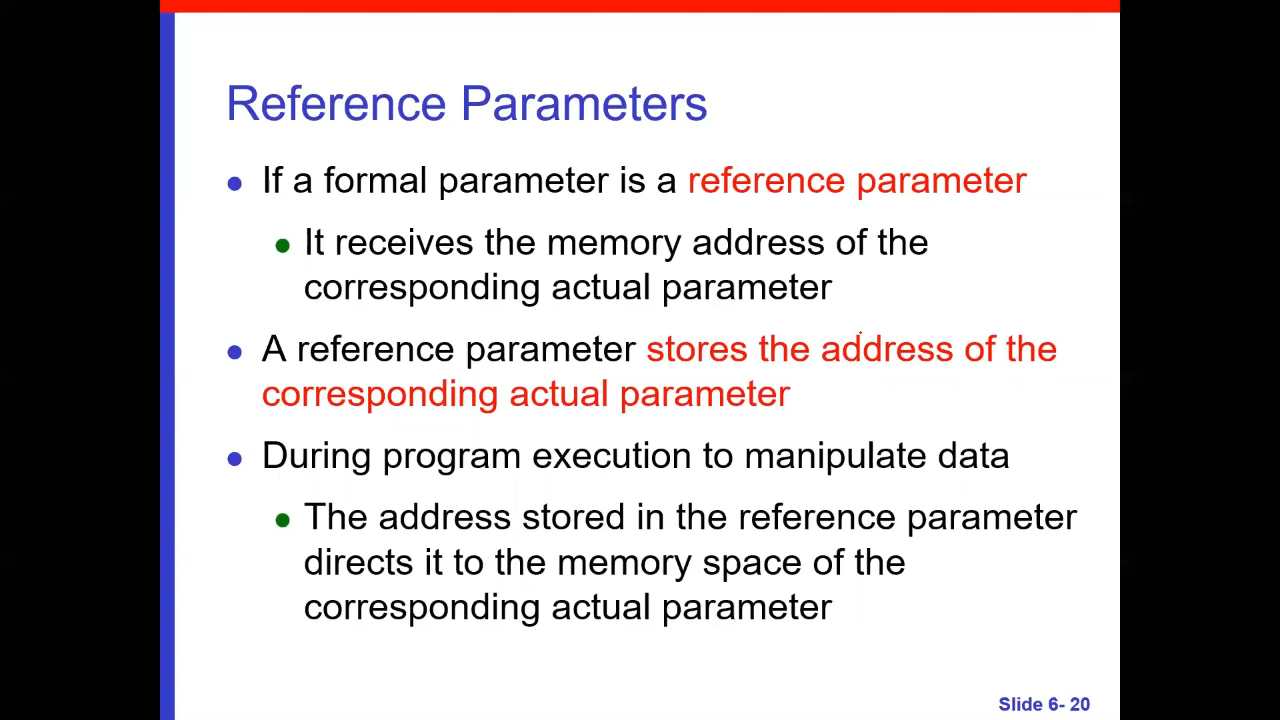 Reference Parameters
If a formal parameter is a reference parameter
It receives the memory address of the
corresponding actual parameter
A reference parameter stores the address of the
corresponding actual parameter
During program execution to manipulate data
The address stored in the reference parameter
directs it to the memory space of the
corresponding actual parameter
Slide 6- 20